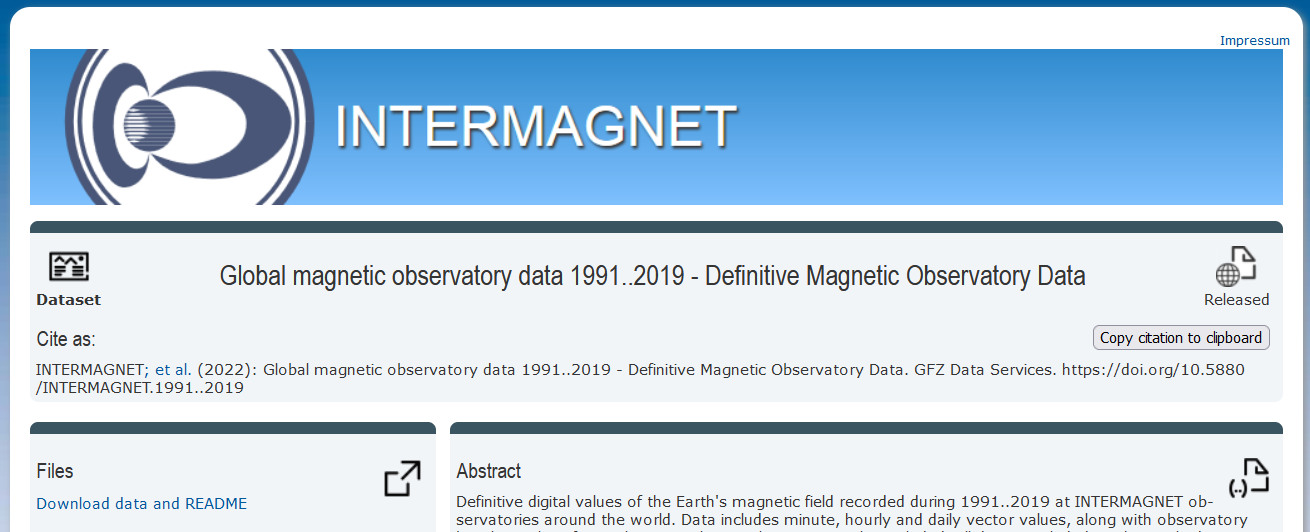 Impressum
INTERMAGNET
Global magnetic observatory data 1991..2019 - Definitive Magnetic Observatory Data
Dataset
Released
Cite as:
Copy citation to clipboard
INTERMAGNET; et al. (2022): Global magnetic observatory data 1991..2019 - Definitive Magnetic Observatory Data. GFZ Data Services. https://doi.org/10.5880
/INTERMAGNET.1991..2019
Files
Download data and README
Abstract
(..)
Definitive digital values of the Earth's magnetic field recorded during 1991..2019 at INTERMAGNET ob-
servatories around the world. Data includes minute, hourly and daily vector values, along with observatory